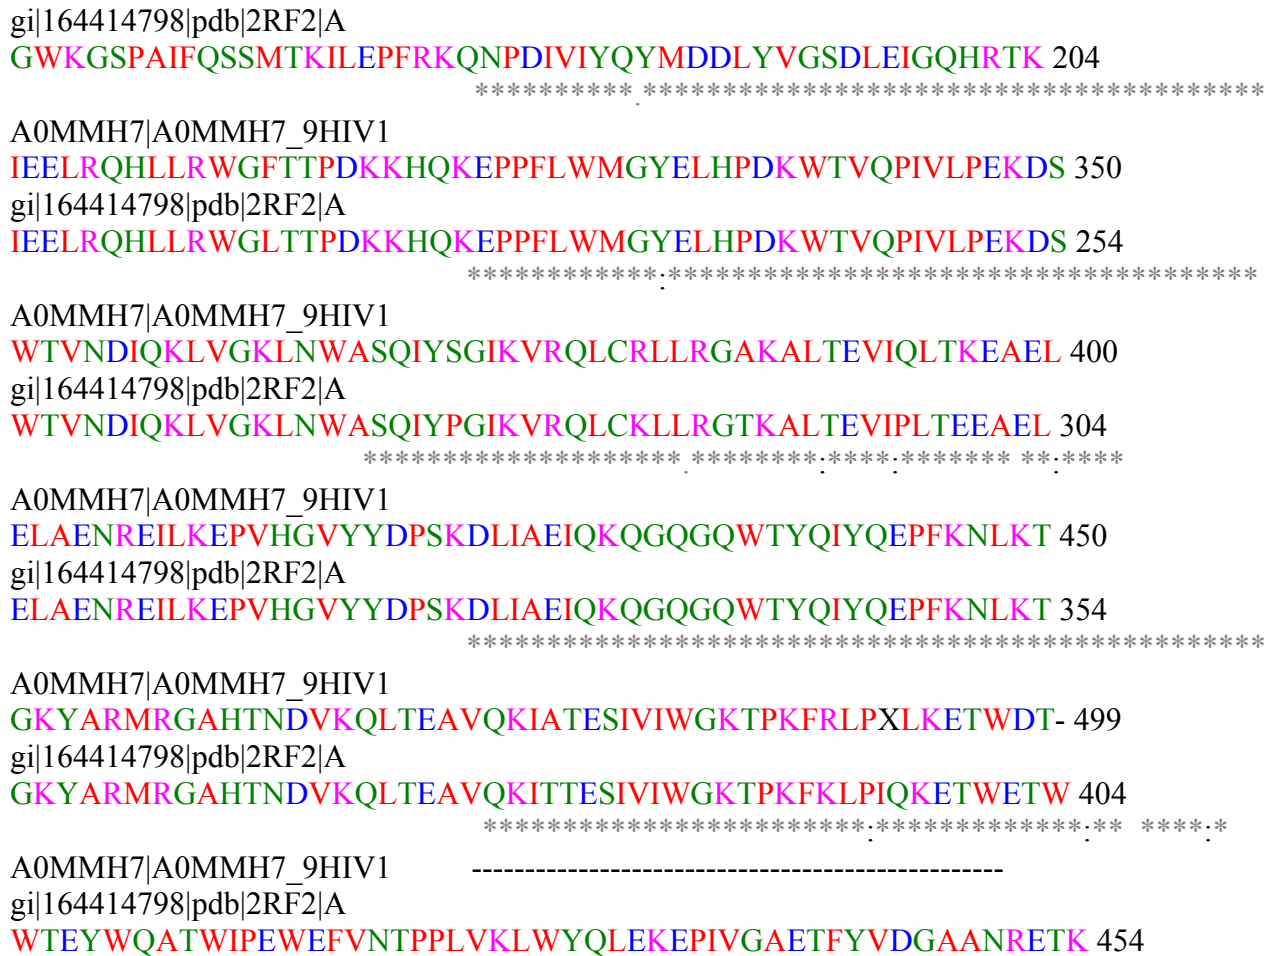 gi|164414798|pdb|2RF2|A
GWKGSPAIFQSSMTKILEPFRKQNPDIVIYQYMDDLYVGSDLEIGQHRTK 204
**********.***************************************
A0MMH7|A0MMH7_9HIV1
IEELRQHLLRWGFTTPDKKHQKEPPFLWMGYELHPDKWTVQPIVLPEKDS 350
gi|164414798|pdb|2RF2|A
IEELRQHLLRWGLTTPDKKHQKEPPFLWMGYELHPDKWTVQPIVLPEKDS 254
************:*************************************
A0MMH7|A0MMH7_9HIV1
WTVNDIQKLVGKLNWASQIYSGIKVRQLCRLLRGAKALTEVIQLTKEAEL 400
gi|164414798|pdb|2RF2|A
WTVNDIQKLVGKLNWASQIYPGIKVRQLCKLLRGTKALTEVIPLTEEAEL 304
********************.********:****:******* **:****
A0MMH7|A0MMH7_9HIV1
ELAENREILKEPVHGVYYDPSKDLIAEIQKQGQGQWTYQIYQEPFKNLKT 450
gi|164414798|pdb|2RF2|A
ELAENREILKEPVHGVYYDPSKDLIAEIQKQGQGQWTYQIYQEPFKNLKT 354
**************************************************
A0MMH7|A0MMH7_9HIV1
GKYARMRGAHTNDVKQLTEAVQKIATESIVIWGKTPKFRLPXLKETWDT- 499
gi|164414798|pdb|2RF2|A
GKYARMRGAHTNDVKQLTEAVQKITTESIVIWGKTPKFKLPIQKETWETW 404
************************:*************:** ****:*
A0MMH7|A0MMH7_9HIV1 --------------------------------------------------
gi|164414798|pdb|2RF2|A
WTEYWQATWIPEWEFVNTPPLVKLWYQLEKEPIVGAETFYVDGAANRETK 454